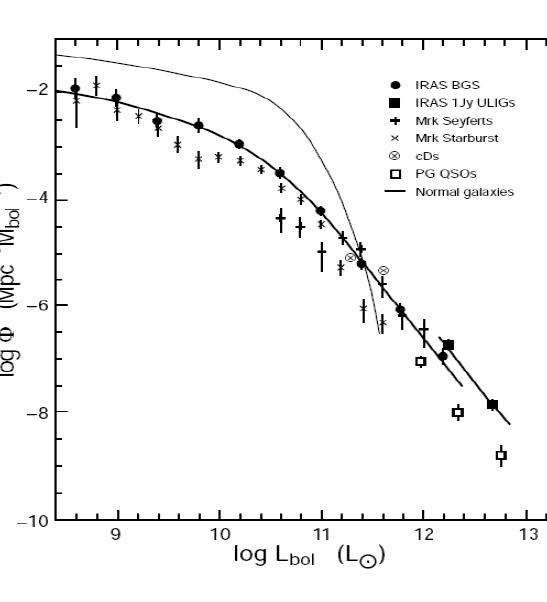 −2
−4
−6
−8
−10
log Φ (Mpc M_bol )
IRAS BGS
IRAS 1Jy ULIGs
Mrk Seyferts
Mrk Starburst
cDs
PG QSOs
Normal galaxies
9 10 11 12 13
log L_bol (L_⊙)